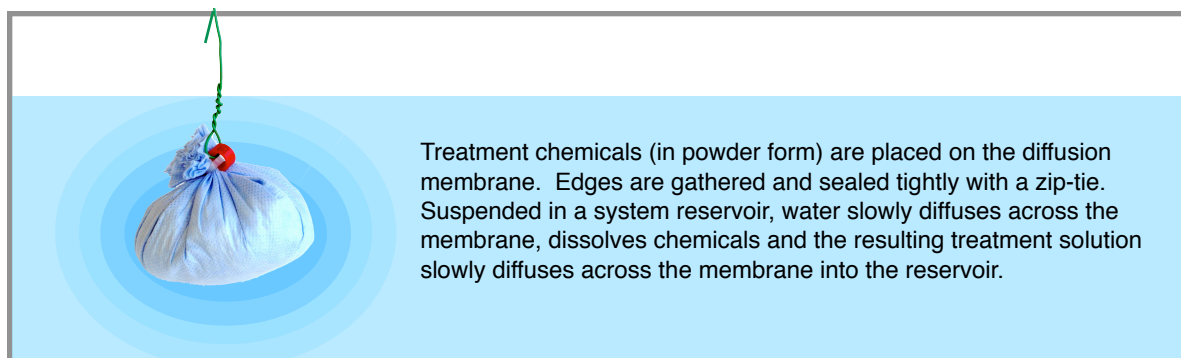 Treatment chemicals (in powder form) are placed on the diffusion
membrane.  Edges are gathered and sealed tightly with a zip-tie.
Suspended in a system reservoir, water slowly diffuses across the
membrane, dissolves chemicals and the resulting treatment solution
slowly diffuses across the membrane into the reservoir.